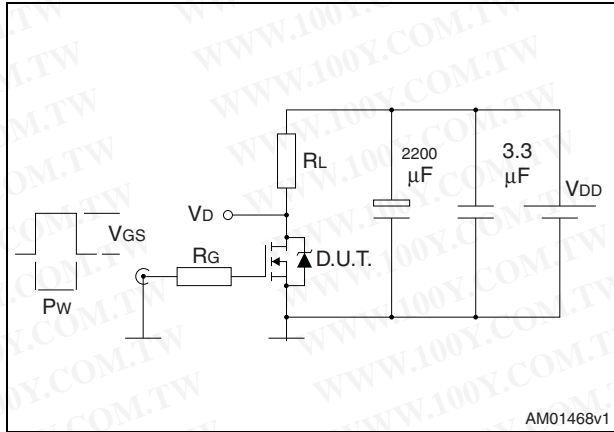 WWW.100Y.COM.TW
RL
2200
μF
3.3
μF
VDD
VD
VGS
RG
D.U.T.
PW
AM01468v1